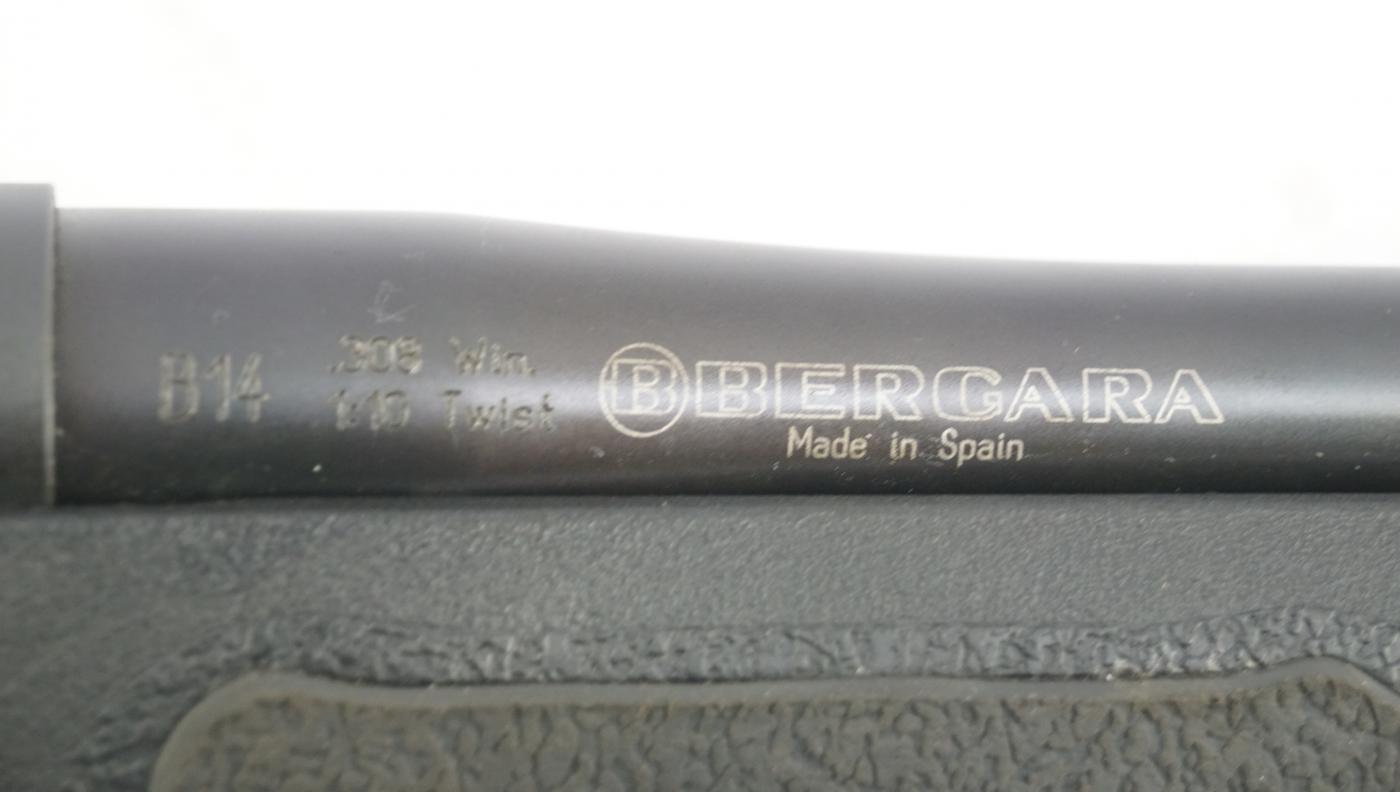 B14
.308 Win.
1:10 Twist
B BERGARA
Made in Spain